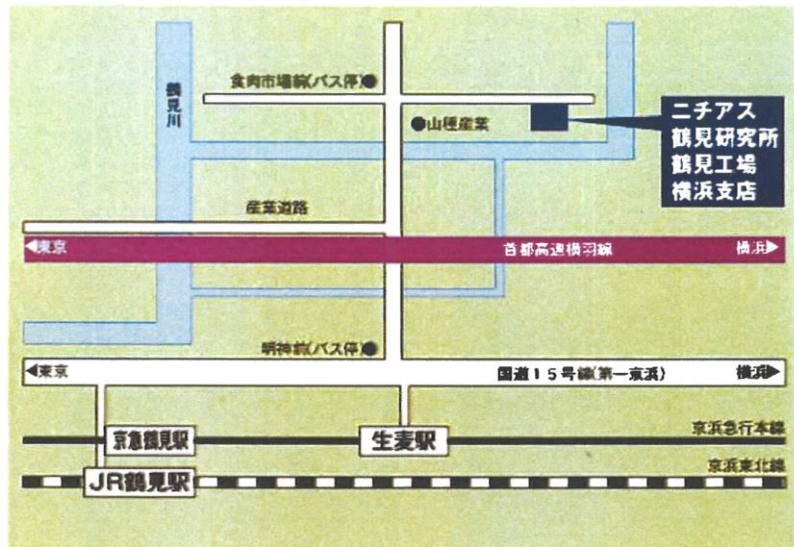 鶴見川
食肉市場前(バス停)●
●山種産業
ニチアス
鶴見研究所
鶴見工場
横浜支店
産業道路
◀東京
首都高速横羽線
横浜▶
明神前(バス停)●
◀東京
国道15号線(第一京浜)
横浜▶
京急鶴見駅
生麦駅
京浜急行本線
京浜東北線
JR鶴見駅